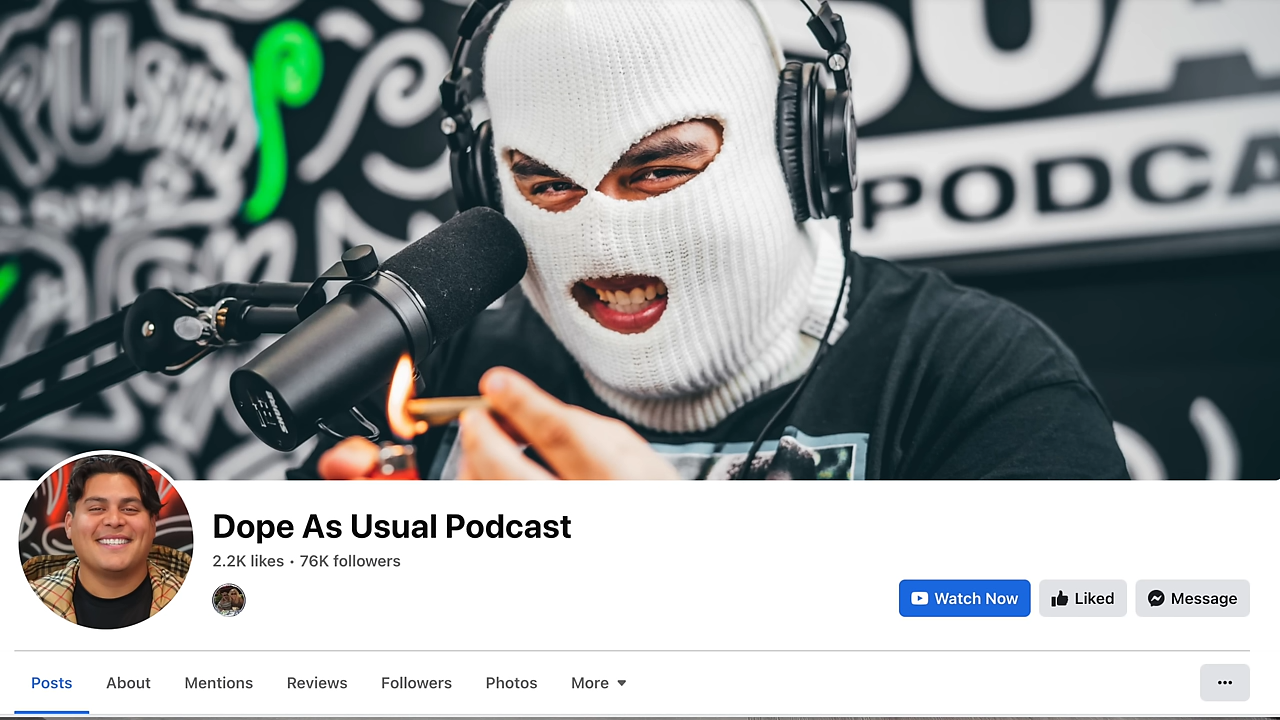 USUA
PODCA
Dope As Usual Podcast
2.2K likes • 76K followers
Watch Now
Liked
Message
Posts
About
Mentions
Reviews
Followers
Photos
More